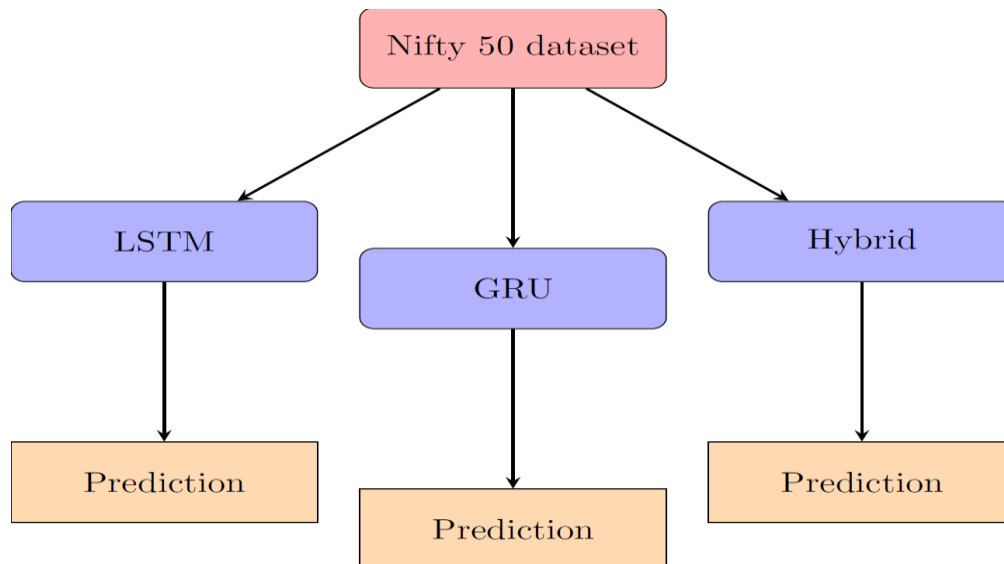 Nifty 50 dataset
LSTM
GRU
Hybrid
Prediction
Prediction
Prediction